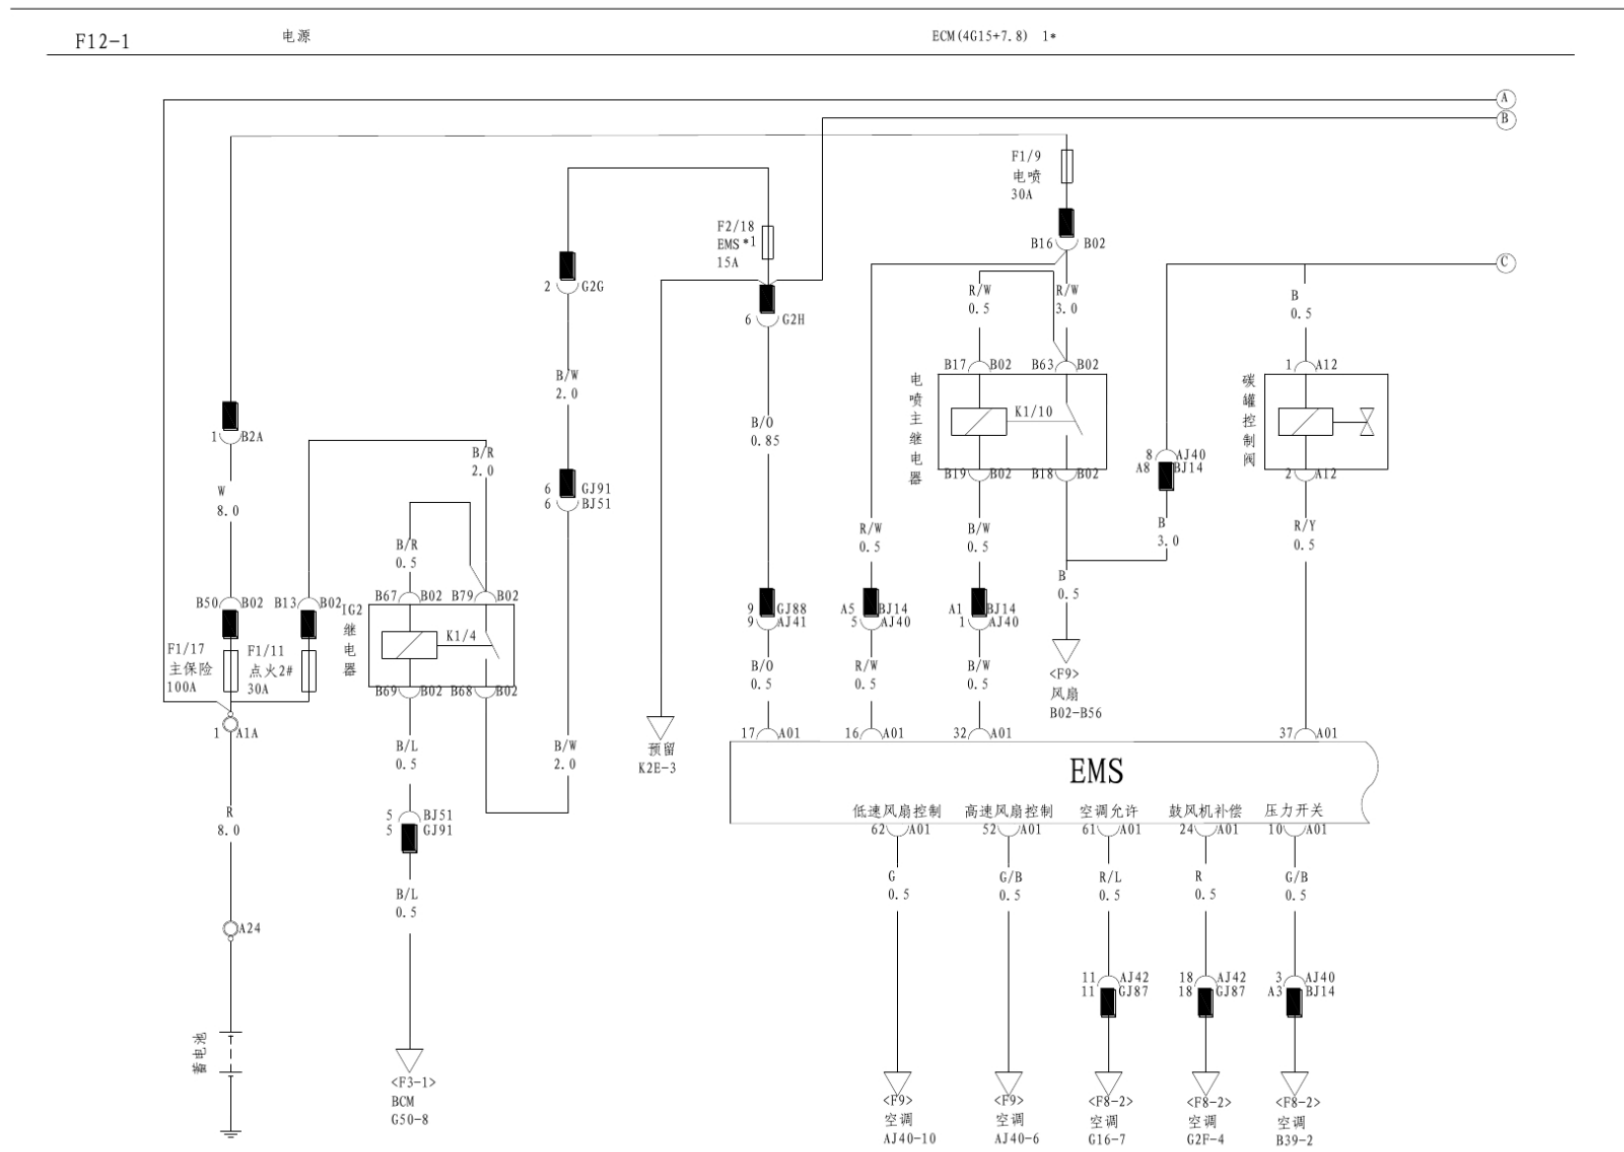 F12-1
电源
ECM(4G15+7.8) 1*
A
B
F1/9
电喷
30A
B16 B02
F2/18
EMS *1
15A
2 G2G
6 G2H
C
R/W
0.5
R/W
3.0
B
0.5
B17 B02
B63 B02
1 A12
电喷主继电器
K1/10
碳罐控制阀
B19 B02
B18 B02
2 A12
8 AJ40
A8 BJ14
B/W
2.0
B/O
0.85
1 B2A
W
8.0
B/R
2.0
6 GJ91
6 BJ51
B/R
0.5
R/W
0.5
B/W
0.5
B
3.0
R/Y
0.5
B
0.5
B50 B02
B13 B02
B67 B02
B79 B02
IG2继电器
K1/4
F1/17
主保险
100A
F1/11
点火2#
30A
B69 B02
B68 B02
9 GJ88
9 AJ41
A5 BJ14
5 AJ40
A1 BJ14
1 AJ40
B/O
0.5
R/W
0.5
B/W
0.5
<F9>
风扇
B02-B56
1 A1A
B/L
0.5
B/W
2.0
预留
K2E-3
17 A01
16 A01
32 A01
37 A01
EMS
低速风扇控制
高速风扇控制
空调允许
鼓风机补偿
压力开关
62 A01
52 A01
61 A01
24 A01
10 A01
R
8.0
5 BJ51
5 GJ91
B/L
0.5
G
0.5
G/B
0.5
R/L
0.5
R
0.5
G/B
0.5
A24
11 AJ42
11 GJ87
18 AJ42
18 GJ87
3 AJ40
A3 BJ14
蓄电池
<F3-1>
BCM
G50-8
<F9>
空调
AJ40-10
<F9>
空调
AJ40-6
<F8-2>
空调
G16-7
<F8-2>
空调
G2F-4
<F8-2>
空调
B39-2